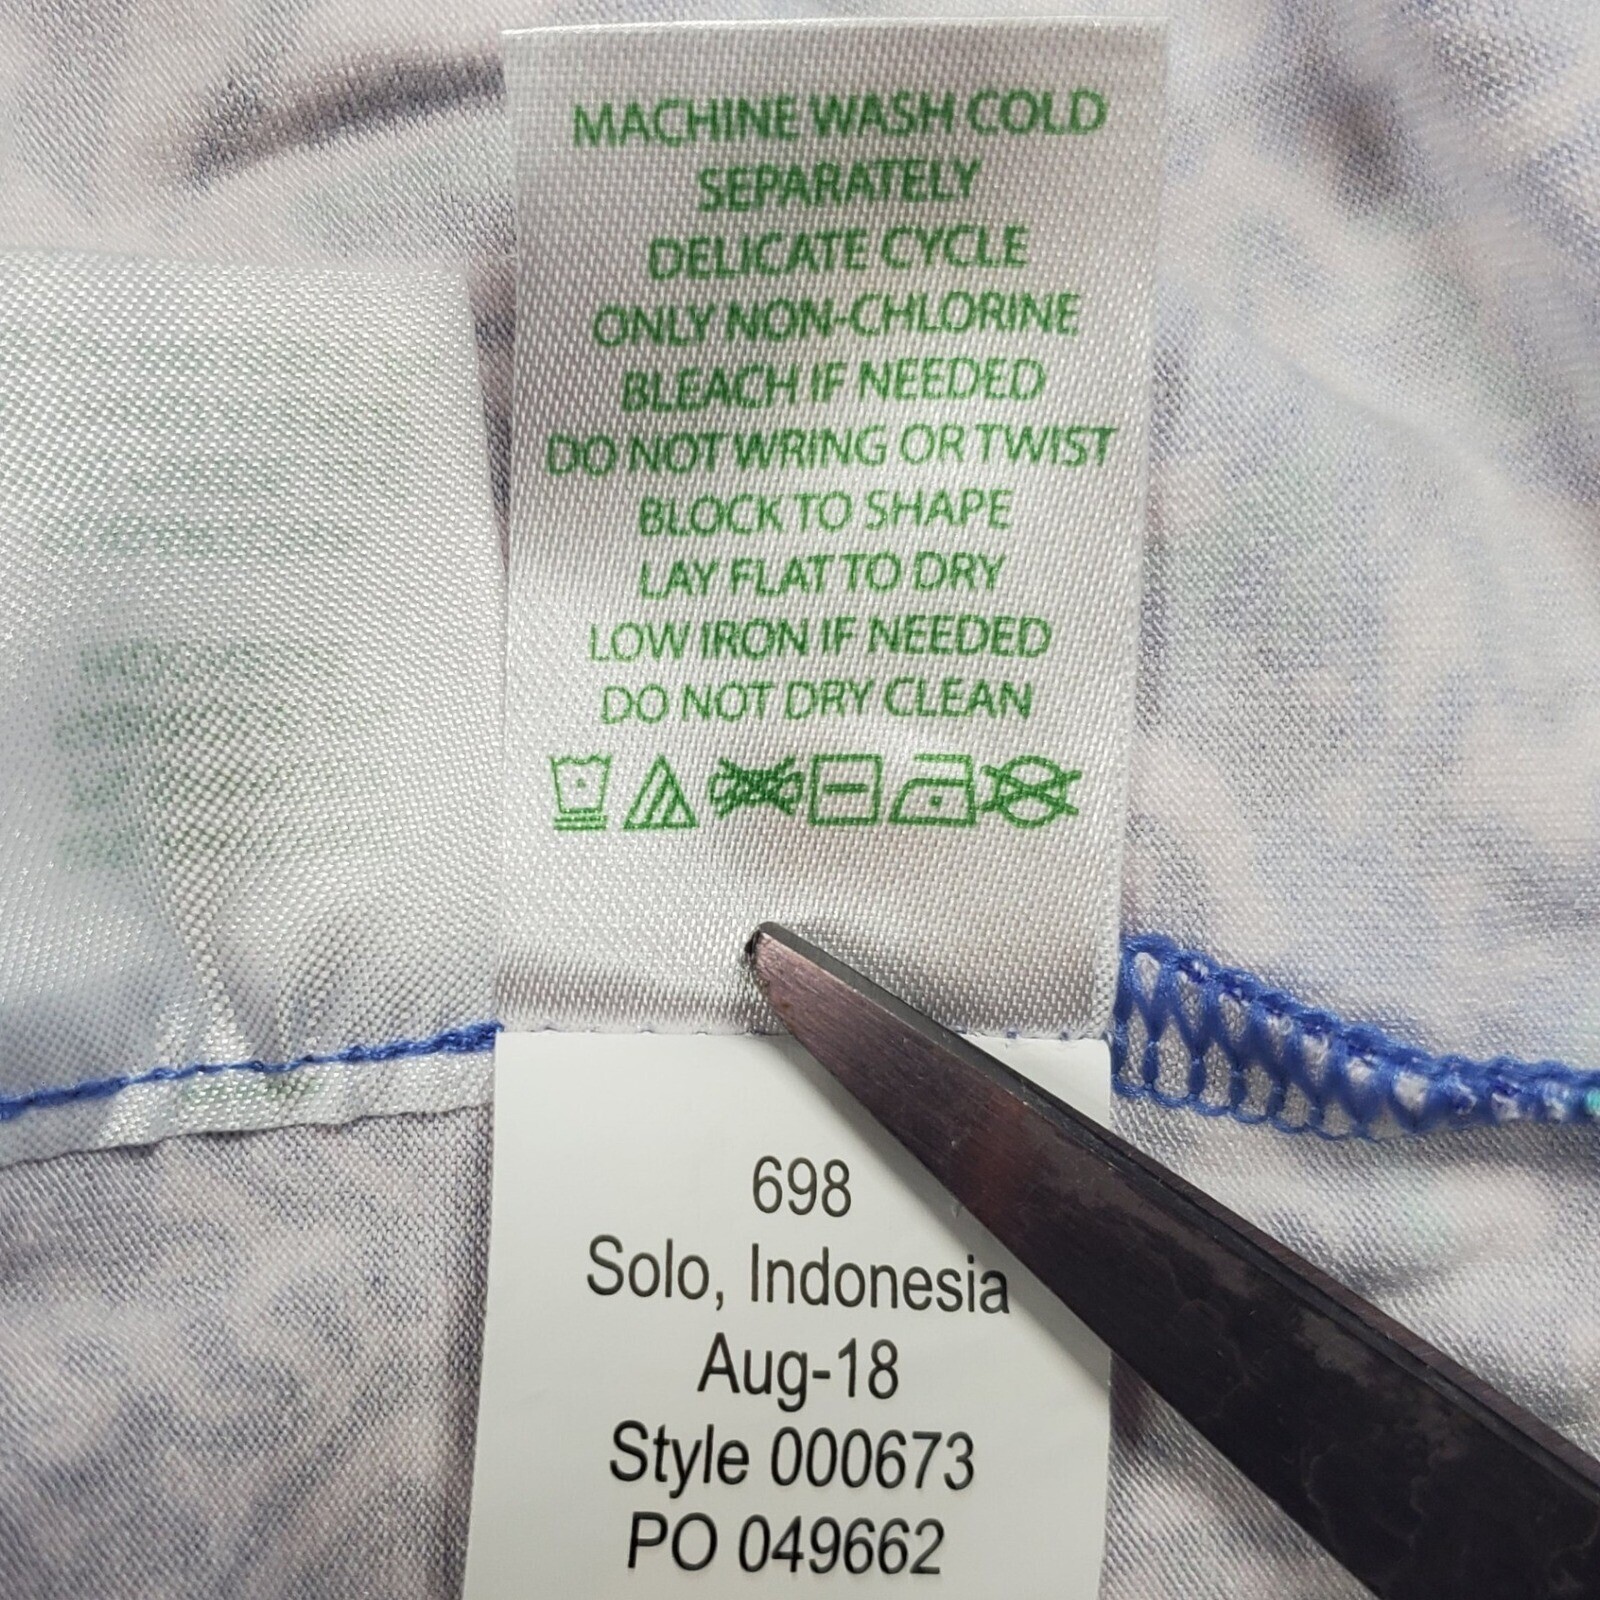 MACHINE WASH COLD
SEPARATELY
DELICATE CYCLE
ONLY NON-CHLORINE
BLEACH IF NEEDED
DO NOT WRING OR TWIST
BLOCK TO SHAPE
LAY FLAT TO DRY
LOW IRON IF NEEDED
DO NOT DRY CLEAN
698
Solo, Indonesia
Aug-18
Style 000673
PO 049662